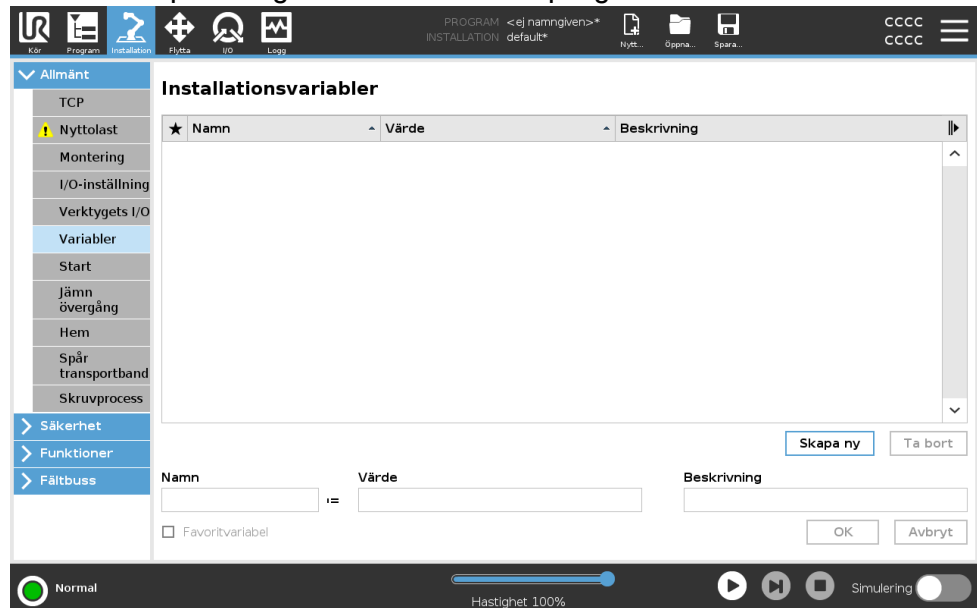 PROGRAM <ej namngiven>*
INSTALLATION default*
Kör Program Installation Flytta I/O Logg Nytt... Öppna... Spara...
CCCC
CCCC
Allmänt
TCP
Nyttolast
Montering
I/O-inställning
Verktygets I/O
Variabler
Start
Jämn
övergång
Hem
Spår
transportband
Skruvprocess
Säkerhet
Funktioner
Fältbuss
Installationsvariabler
Namn Värde Beskrivning
Skapa ny Ta bort
Namn Värde Beskrivning
:=
Favoritvariabel
OK Avbryt
Normal
Hastighet 100%
Simulering